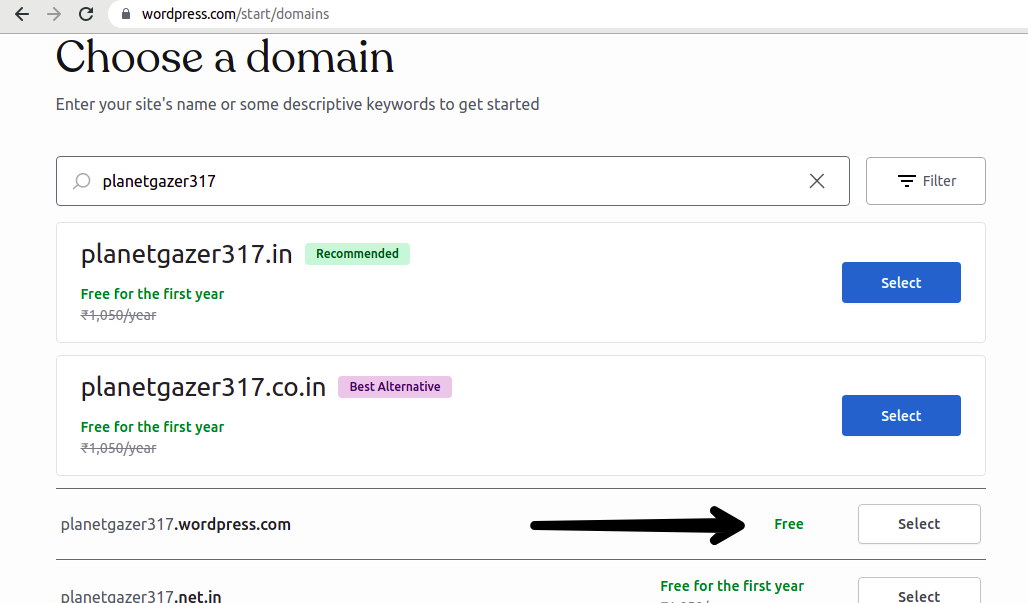 wordpress.com/start/domains
Choose a domain
Enter your site's name or some descriptive keywords to get started
planetgazer317
Filter
planetgazer317.in Recommended
Free for the first year
₹1,050/year
Select
planetgazer317.co.in Best Alternative
Free for the first year
₹1,050/year
Select
planetgazer317.wordpress.com Free Select
Free for the first year
planetgazer317.net.in Select